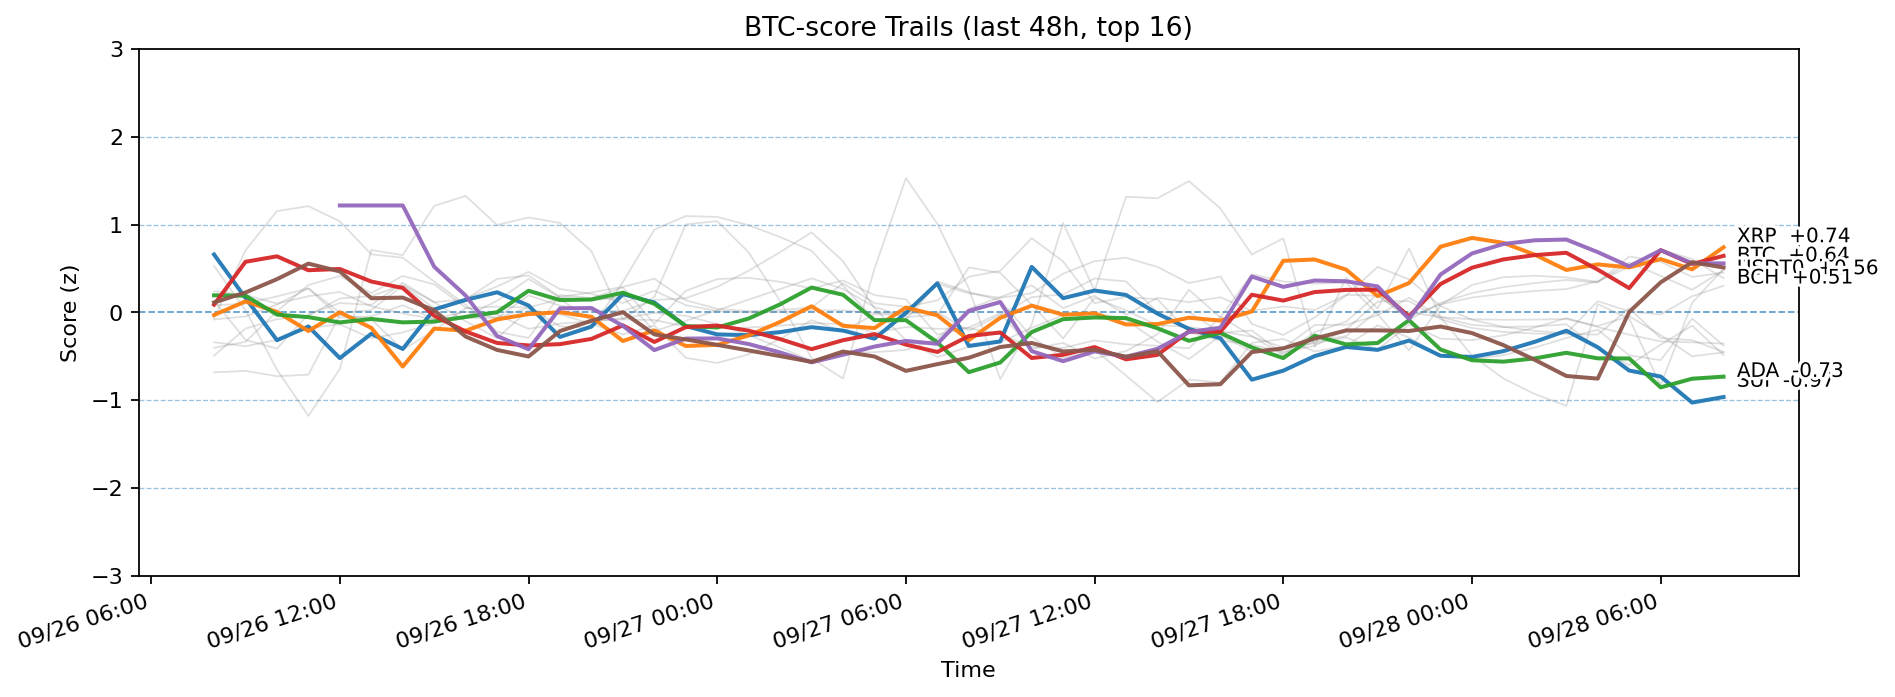 BTC-score Trails (last 48h, top 16)
Score (z)
3
2
1
0
−1
−2
−3
XRP +0.74
BTC +0.64
BCH +0.51
ADA -0.73
-0.97
09/26 06:00
09/26 12:00
09/26 18:00
09/27 00:00
09/27 06:00
09/27 12:00
09/27 18:00
09/28 00:00
09/28 06:00
Time